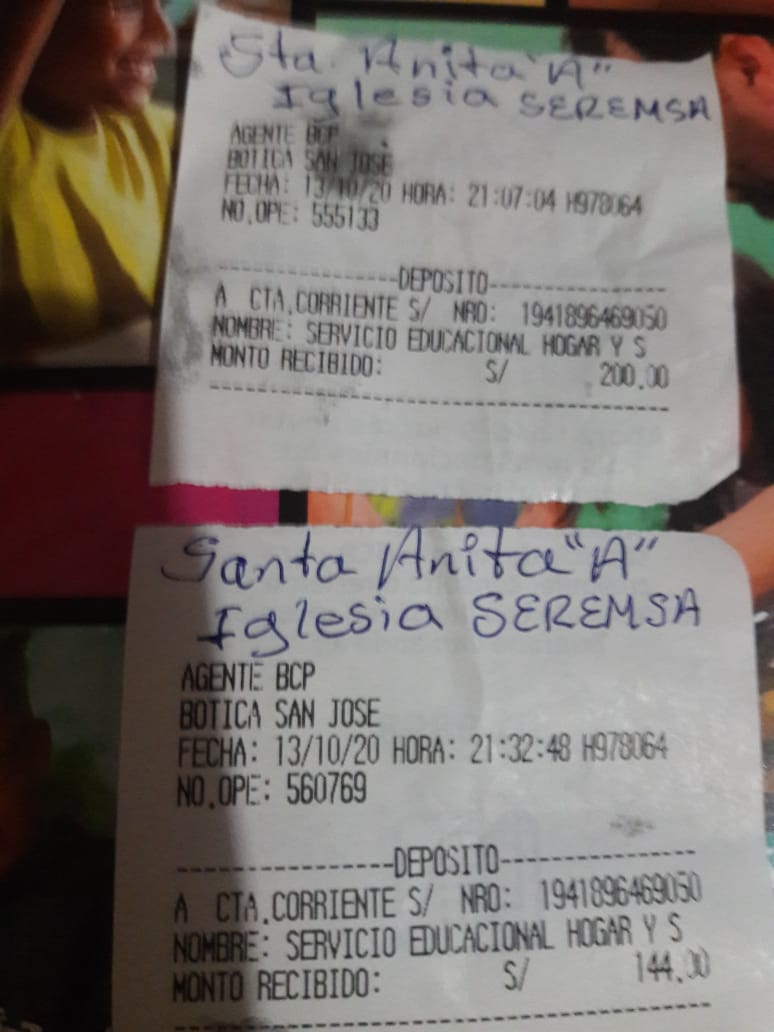 Sta. Anita "A"
Iglesia SEREMSA
AGENTE BCP
BOTICA SAN JOSE
FECHA: 13/10/20 HORA: 21:07:04 H978064
NO.OPE: 555133
------------------DEPOSITO-----------------
A CTA.CORRIENTE S/ NRO: 1941896469050
NOMBRE: SERVICIO EDUCACIONAL HOGAR Y S
MONTO RECIBIDO: S/ 200.00
Santa Anita "A"
Iglesia SEREMSA
AGENTE BCP
BOTICA SAN JOSE
FECHA: 13/10/20 HORA: 21:32:48 H978064
NO.OPE: 560769
------------------DEPOSITO-----------------
A CTA.CORRIENTE S/ NRO: 1941896469050
NOMBRE: SERVICIO EDUCACIONAL HOGAR Y S
MONTO RECIBIDO: S/ 144.00